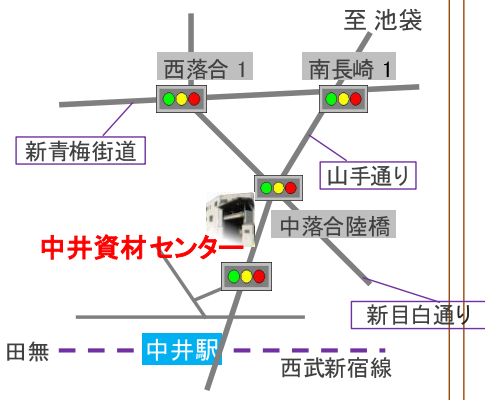 至 池袋
西落合 1
南長崎 1
新青梅街道
山手通り
中落合陸橋
中井資材センター
新目白通り
田無
中井駅
西武新宿線